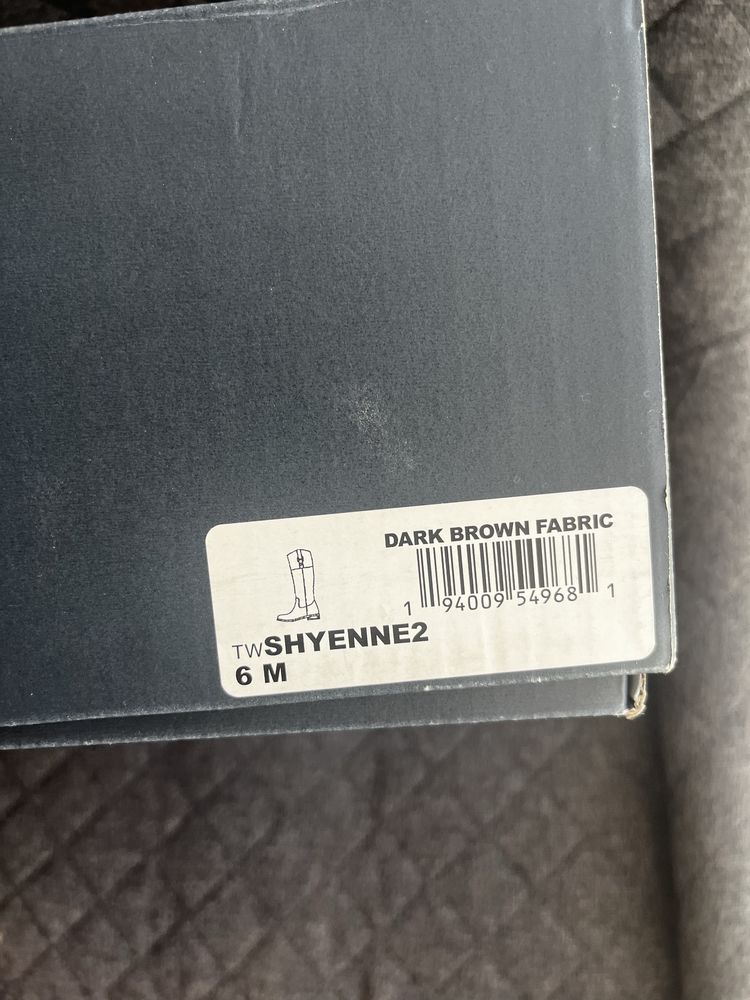 DARK BROWN FABRIC
1 94009 54968 1
TWSHYENNE2
6 M